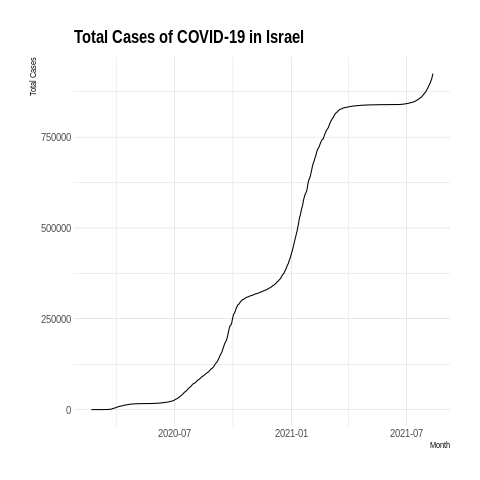 Total Cases of COVID-19 in Israel
Total Cases
750000
500000
250000
0
2020-07
2021-01
2021-07
Month